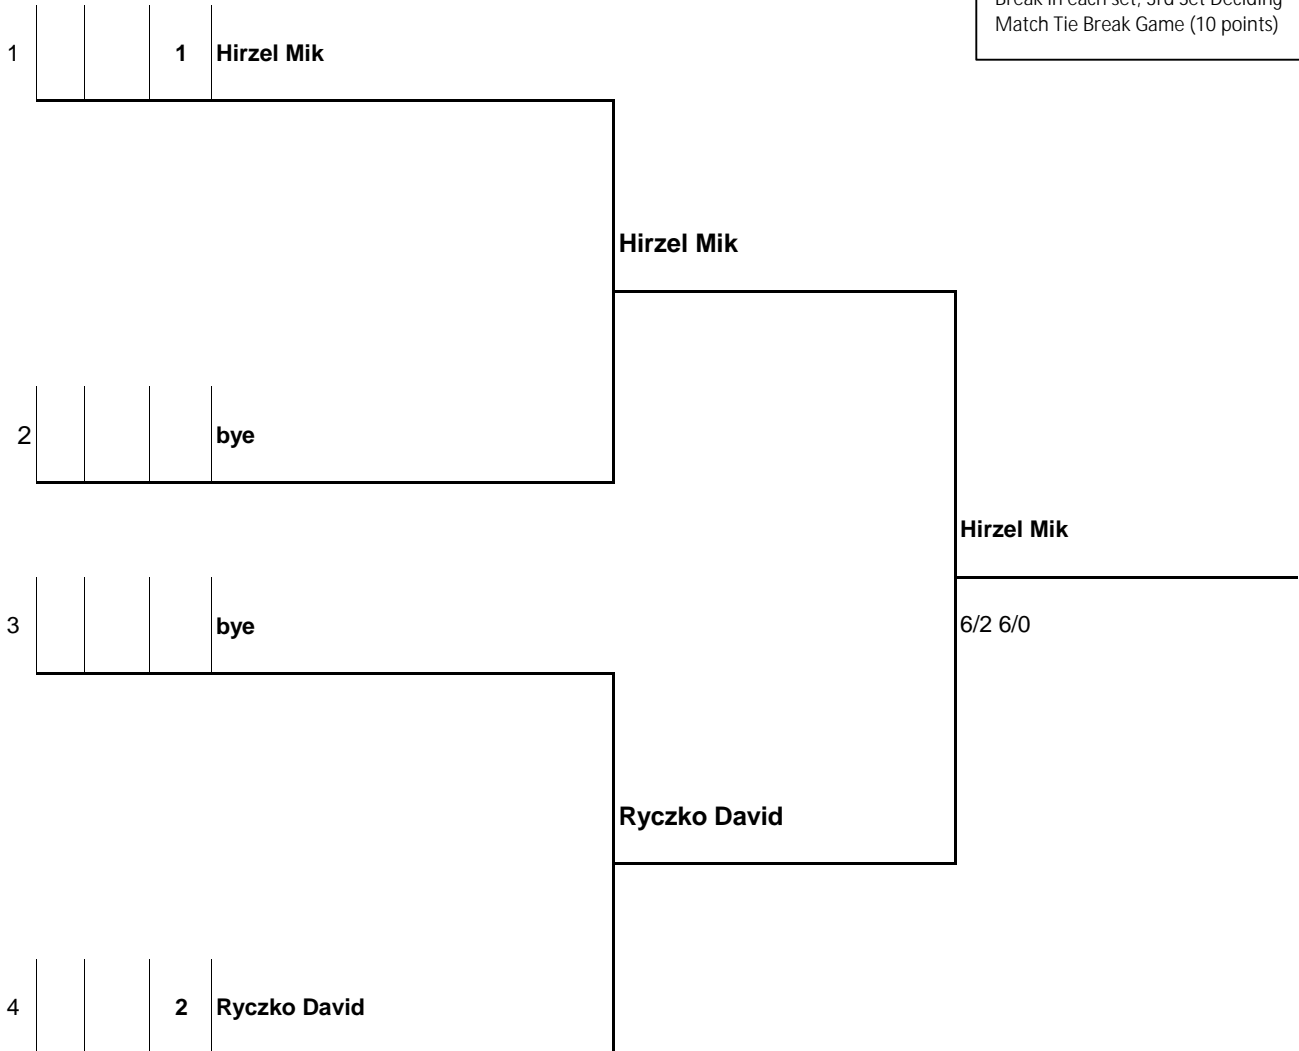 Break in each set, 3rd Set Deciding
Match Tie Break Game (10 points)
1 1 Hirzel Mik
Hirzel Mik
2 bye
Hirzel Mik
3 bye
6/2 6/0
Ryczko David
4 2 Ryczko David